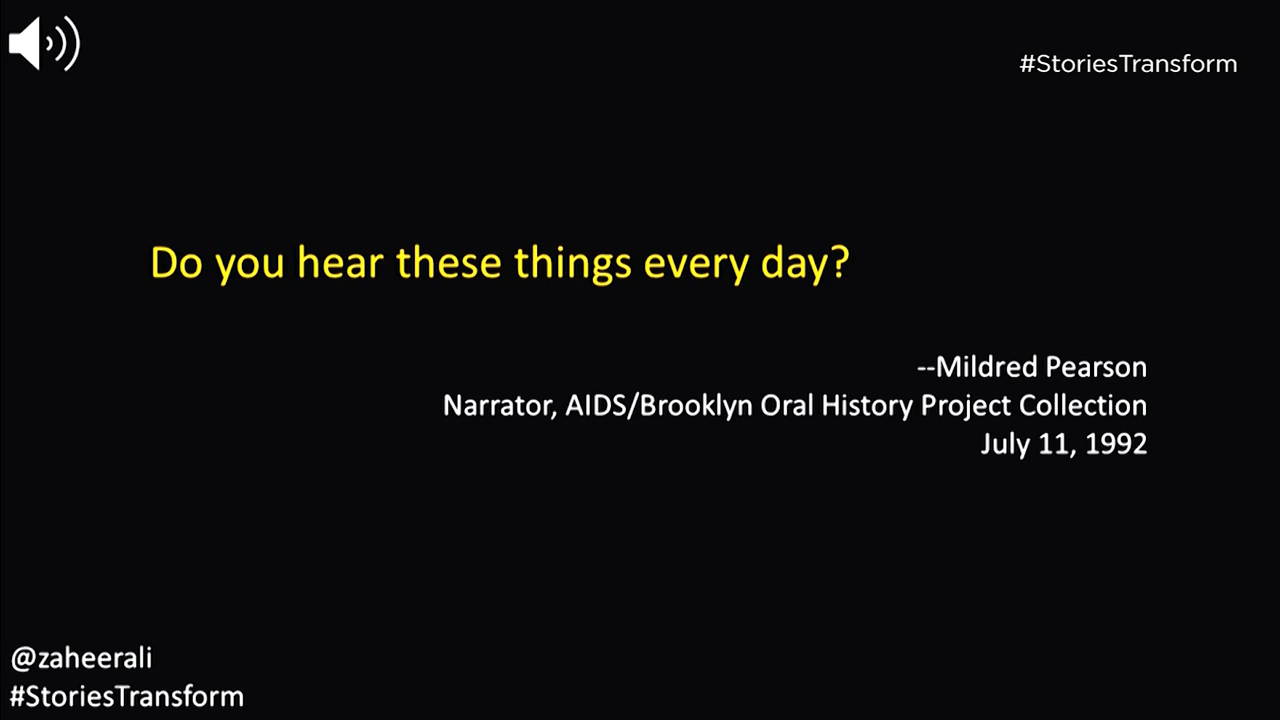 #StoriesTransform
Do you hear these things every day?
--Mildred Pearson
Narrator, AIDS/Brooklyn Oral History Project Collection
July 11, 1992
@zaheerali
#StoriesTransform